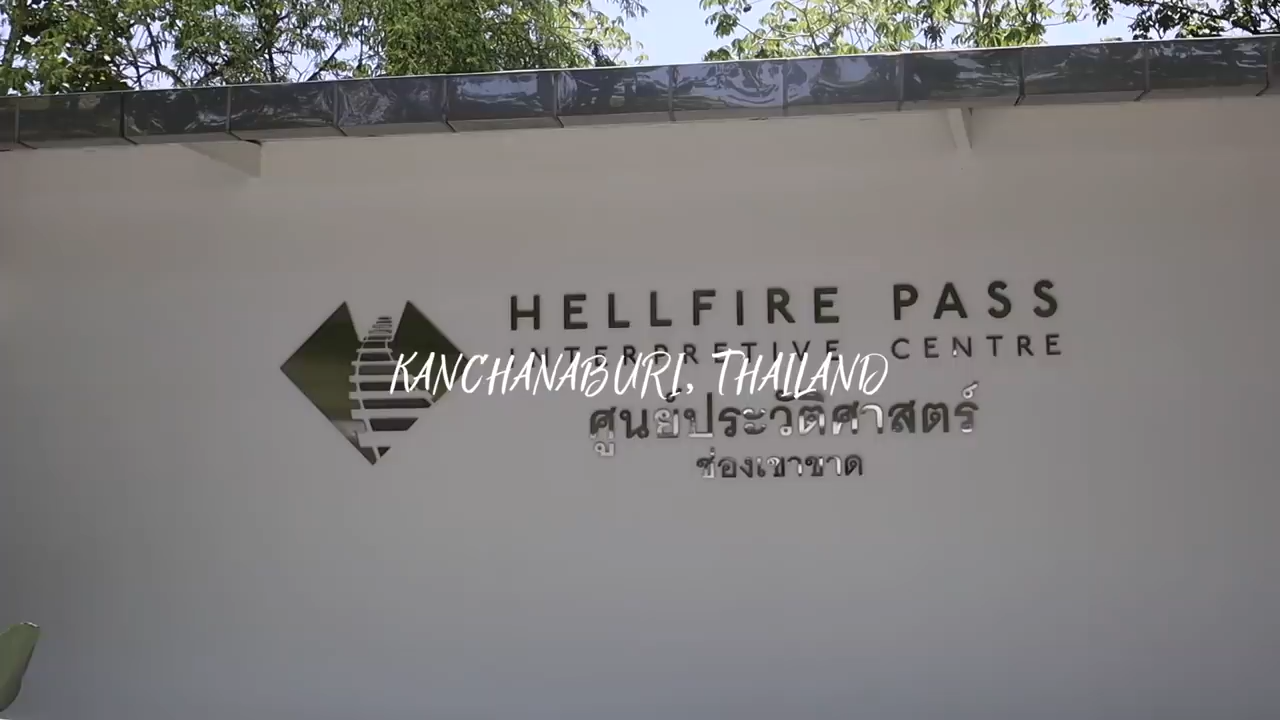 HELLFIRE PASS
INTERPRETIVE CENTRE
KANCHANABURI, THAILAND
ศูนย์ประวัติศาสตร์
ช่องเขาขาด